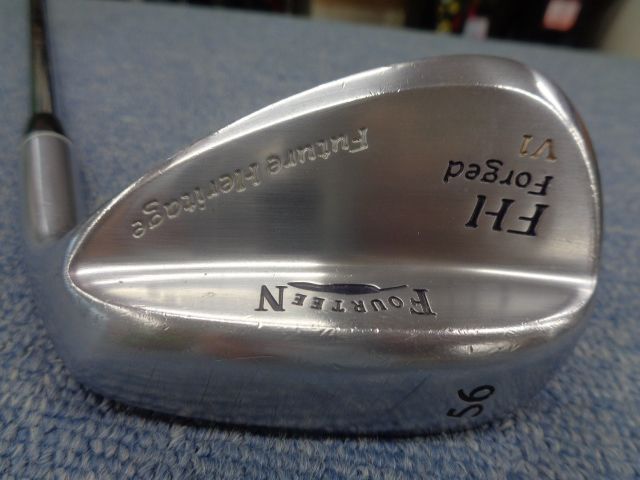 56
FOURTEEN
FH
Forged
V1
Future Heritage